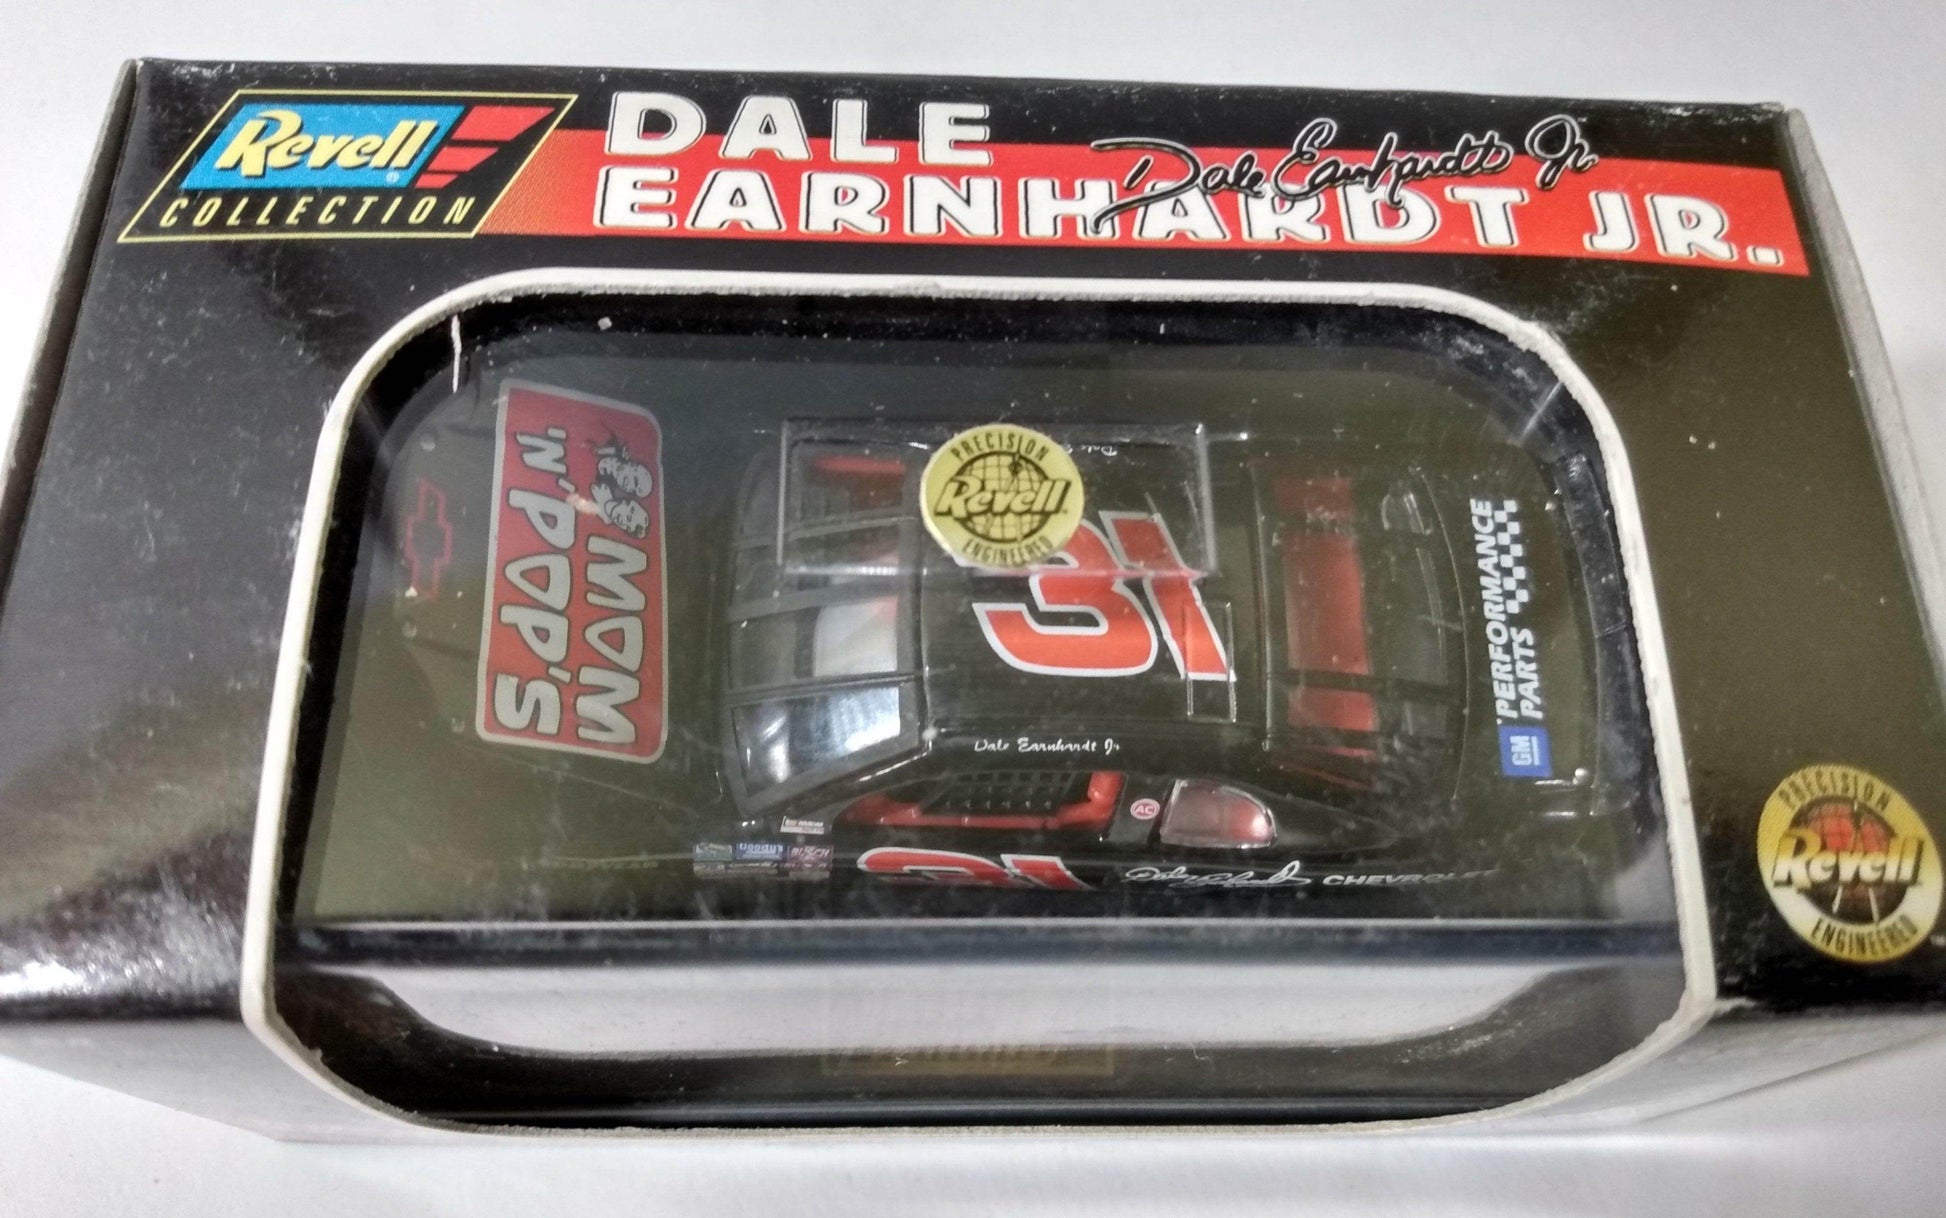 Revell
COLLECTION
DALE
EARNHARDT JR.
Dale Earnhardt Jr
MOM
'N' POP'S
PRECISION
Revell
ENGINEERED
31
Dale Earnhardt Jr
GM PERFORMANCE
PARTS
AC
31
CHEVROLET
PRECISION
Revell
ENGINEERED